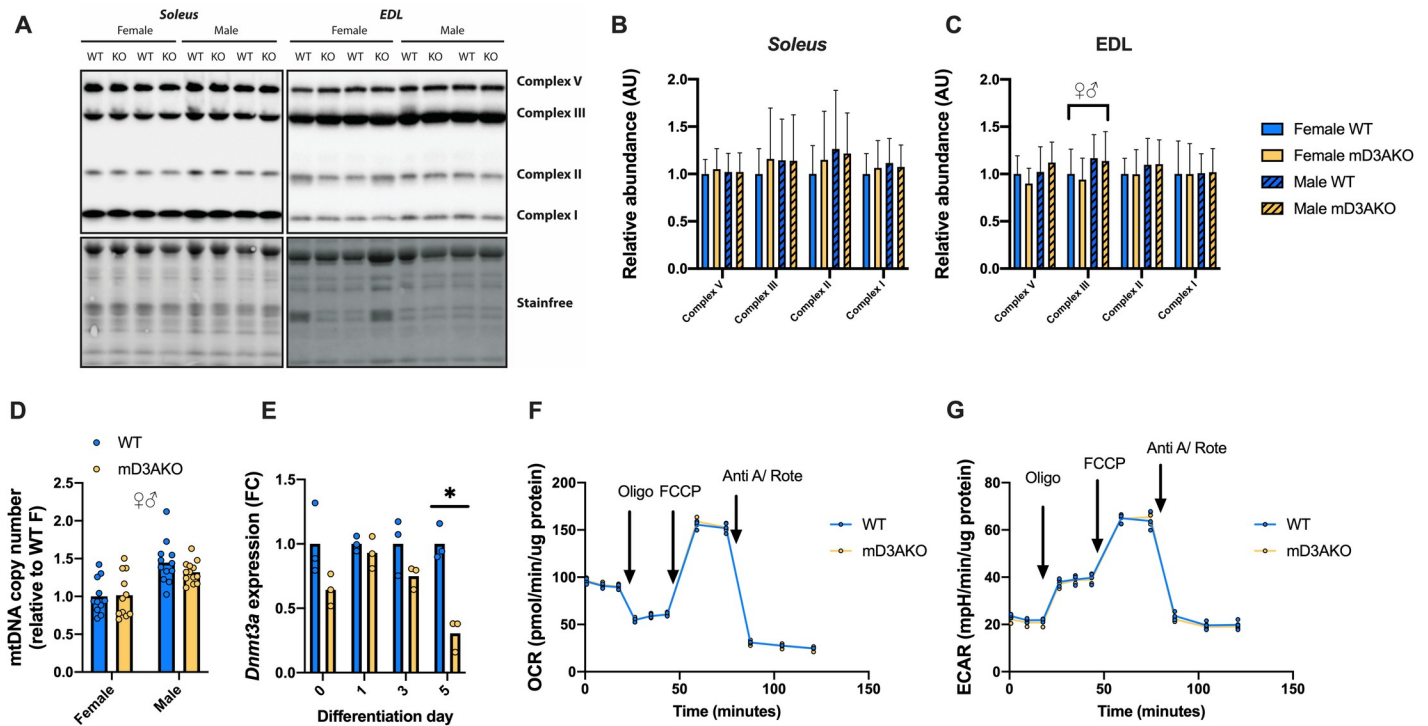 A
Soleus
EDL
Female
Male
Female
Male
WT KO WT KO WT KO WT KO
WT KO WT KO WT KO WT KO
Complex V
Complex III
Complex II
Complex I
Stainfree
B
Soleus
Relative abundance (AU)
2.0
1.5
1.0
0.5
0.0
Complex V
Complex III
Complex II
Complex I
C
EDL
♀♂
Relative abundance (AU)
2.0
1.5
1.0
0.5
0.0
Complex V
Complex III
Complex II
Complex I
Female WT
Female mD3AKO
Male WT
Male mD3AKO
D
WT
mD3AKO
♀♂
mtDNA copy number
(relative to WT F)
2.5
2.0
1.5
1.0
0.5
0.0
Female
Male
E
Dnmt3a expression (FC)
1.5
1.0
0.5
0.0
*
0
1
3
5
Differentiation day
F
OCR (pmol/min/ug protein)
200
150
100
50
0
Oligo
FCCP
Anti A/ Rote
WT
mD3AKO
0
50
100
150
Time (minutes)
G
ECAR (mpH/min/ug protein)
80
60
40
20
0
Oligo
FCCP
Anti A/ Rote
WT
mD3AKO
0
50
100
150
Time (minutes)